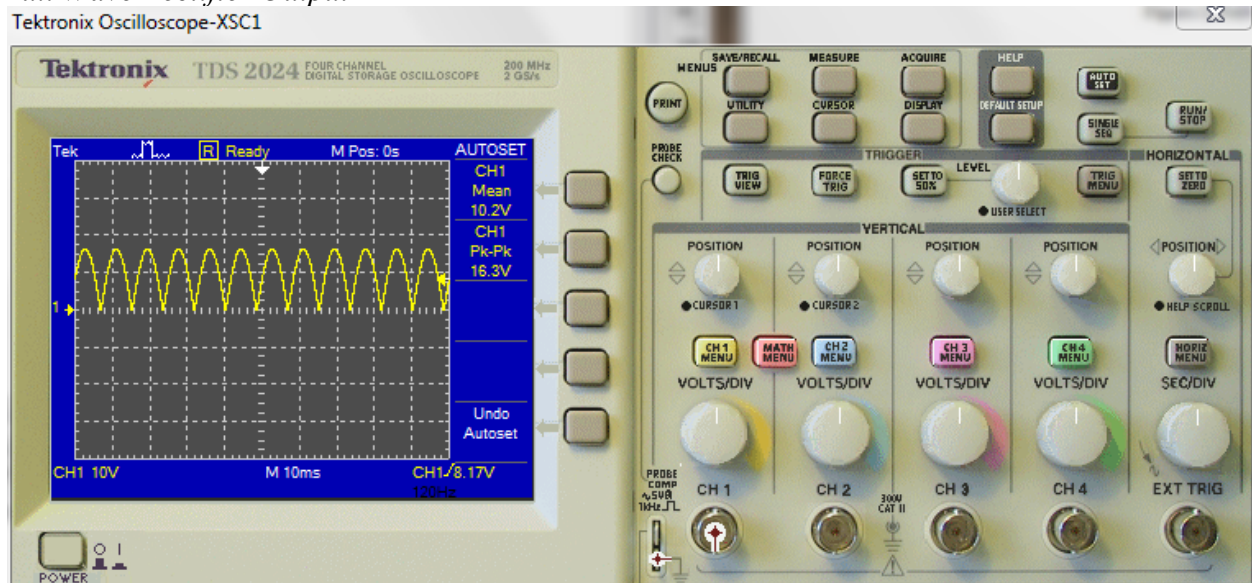 Tektronix Oscilloscope-XSC1
Tektronix TDS 2024 FOUR CHANNEL DIGITAL STORAGE OSCILLOSCOPE 200 MHz 2 GS/s
Tek R Ready M Pos: 0s AUTOSET
CH1
Mean
10.2V
CH1
Pk-Pk
16.3V
1
Undo
Autoset
CH1 10V M 10ms CH1 8.17V
120Hz
POWER
MENUS
SAVE/RECALL MEASURE ACQUIRE HELP
AUTO SET
PRINT
UTILITY CURSOR DISPLAY DEFAULT SETUP
SINGLE SEQ
RUN/ STOP
PROBE CHECK
TRIGGER
HORIZONTAL
TRIG VIEW
FORCE TRIG
SET TO 50%
LEVEL
TRIG MENU
SET TO ZERO
USER SELECT
VERTICAL
POSITION POSITION POSITION POSITION POSITION
CURSOR 1 CURSOR 2 HELP SCROLL
CH 1 MENU
MATH MENU
CH 2 MENU
CH 3 MENU
CH 4 MENU
HORIZ MENU
VOLTS/DIV VOLTS/DIV VOLTS/DIV VOLTS/DIV SEC/DIV
PROBE COMP
5V
1kHz
CH 1 CH 2 CH 3 CH 4 EXT TRIG
300V
CAT II